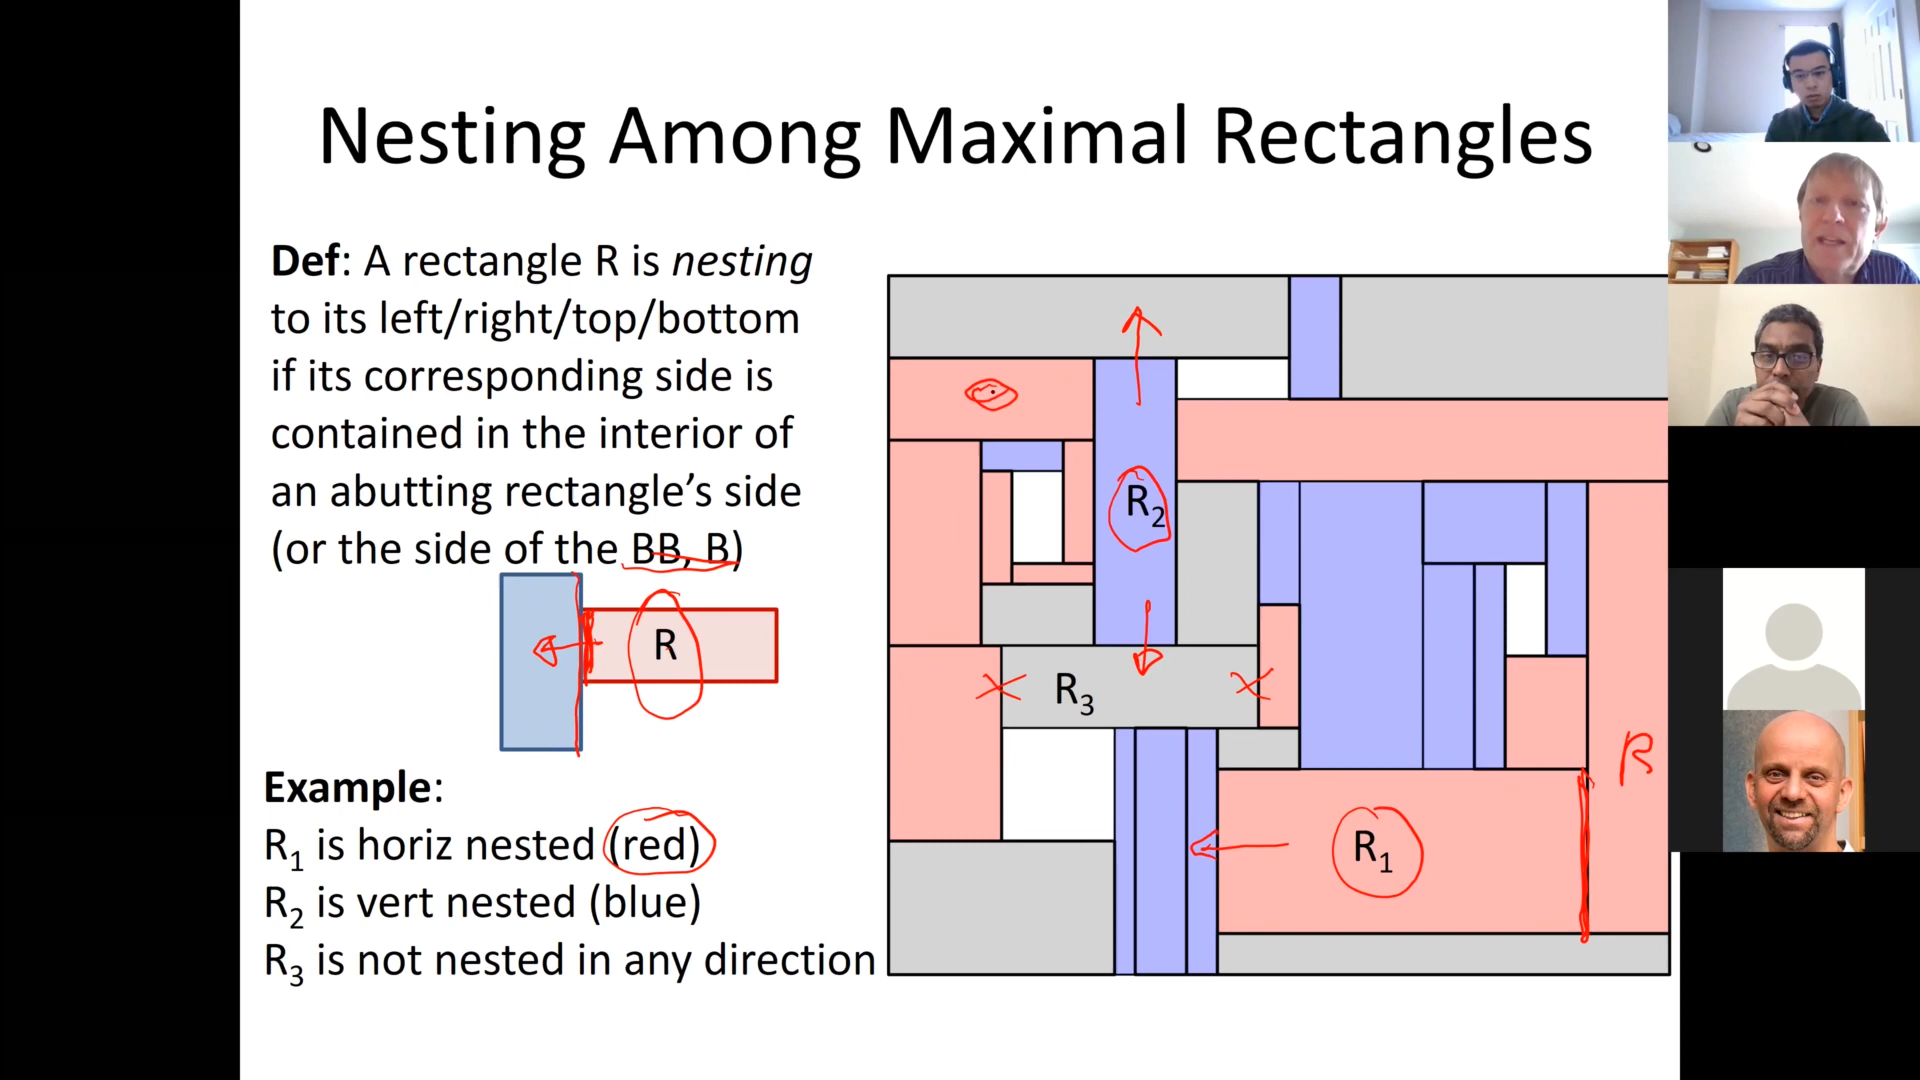 Nesting Among Maximal Rectangles
Def: A rectangle R is nesting
to its left/right/top/bottom
if its corresponding side is
contained in the interior of
an abutting rectangle's side
(or the side of the BB, B)
R
Example:
R1 is horiz nested (red)
R2 is vert nested (blue)
R3 is not nested in any direction
R2
R3
R
R1